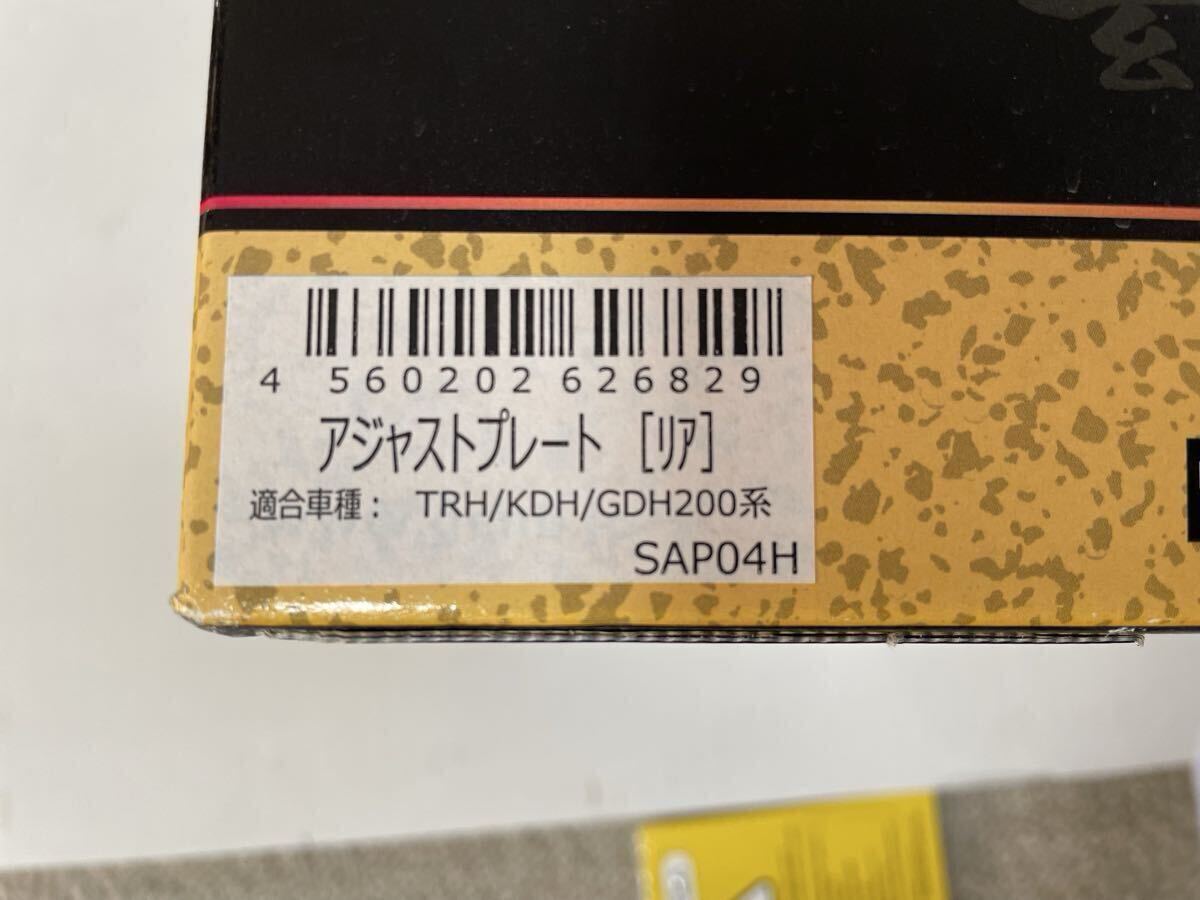 玄
4 560202 626829
アジャストプレート [リア]
適合車種： TRH/KDH/GDH200系
SAP04H